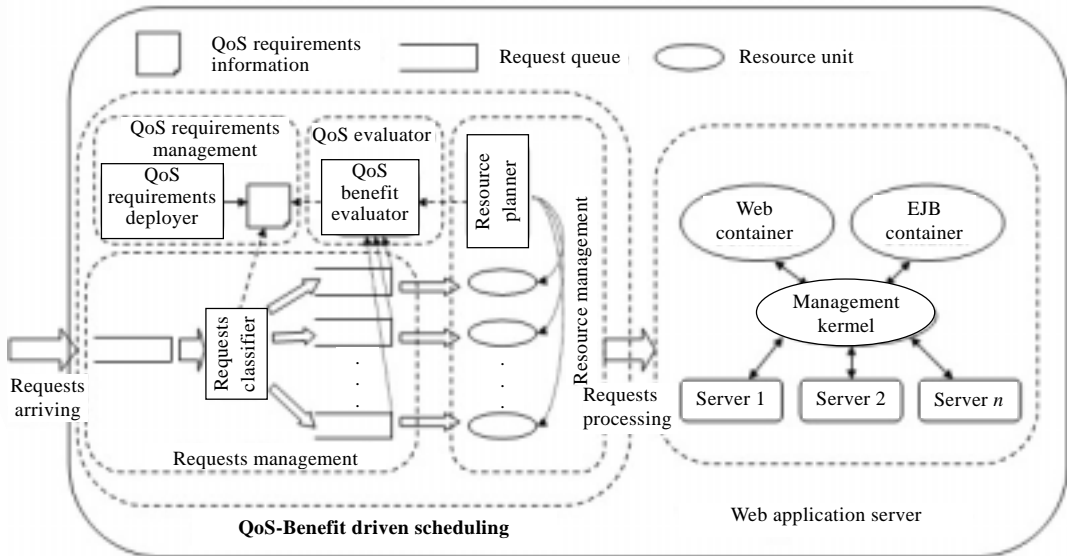 QoS requirements
information
Request queue
Resource unit
QoS requirements
management
QoS evaluator
QoS
requirements
deployer
QoS
benefit
evaluator
Resource
planner
Resource management
Web
container
EJB
container
Management
kernel
Requests
classifier
Requests
arriving
Requests
processing
Server 1
Server 2
Server n
Requests management
QoS-Benefit driven scheduling
Web application server